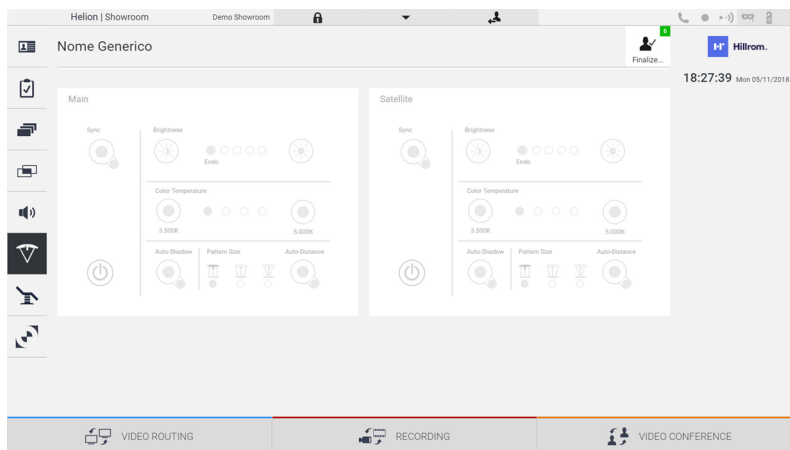 Helion | Showroom
Demo Showroom
Nome Generico
6
Finalize...
Hr Hillrom.
18:27:39 Mon 05/11/2018
Main
Sync
Brightness
Endo
Color Temperature
3.500K
5.000K
Auto-Shadow
Pattern Size
Auto-Distance
Satellite
Sync
Brightness
Endo
Color Temperature
3.500K
5.000K
Auto-Shadow
Pattern Size
Auto-Distance
VIDEO ROUTING
RECORDING
VIDEO CONFERENCE